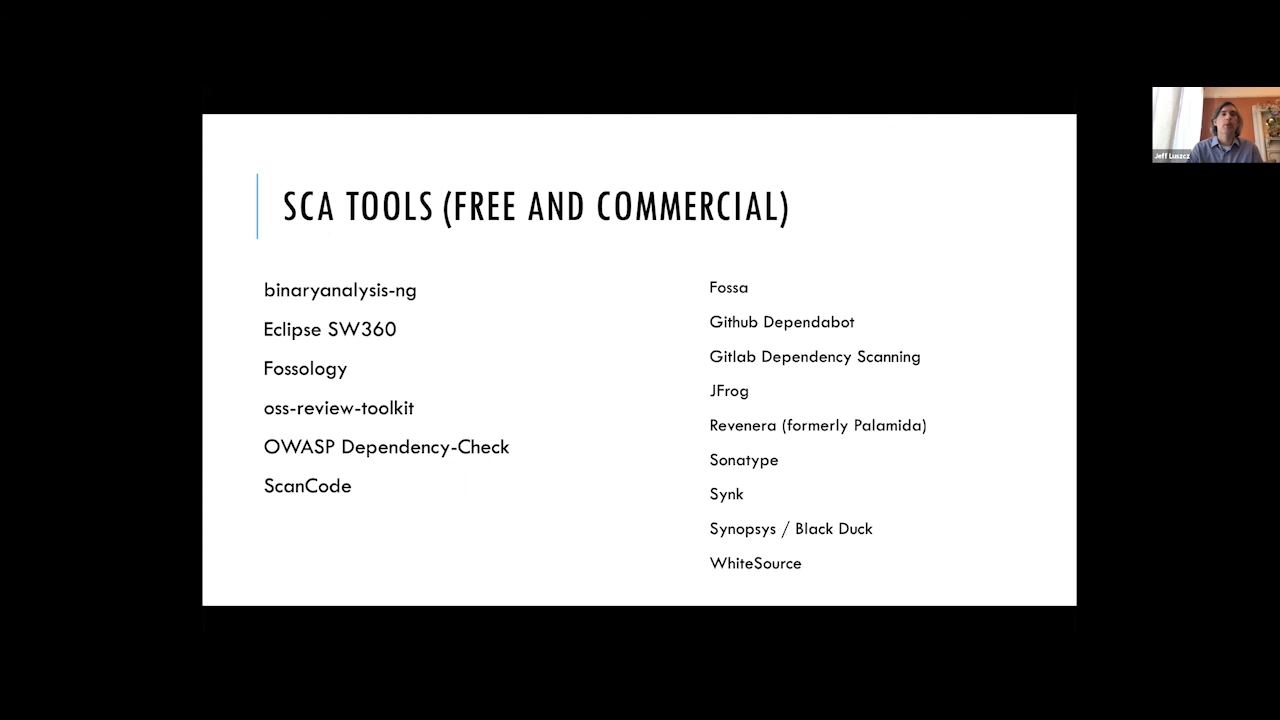 SCA TOOLS (FREE AND COMMERCIAL)
binaryanalysis-ng
Eclipse SW360
Fossology
oss-review-toolkit
OWASP Dependency-Check
ScanCode
Fossa
Github Dependabot
Gitlab Dependency Scanning
JFrog
Revenera (formerly Palamida)
Sonatype
Synk
Synopsys / Black Duck
WhiteSource
Jeff Luszcz